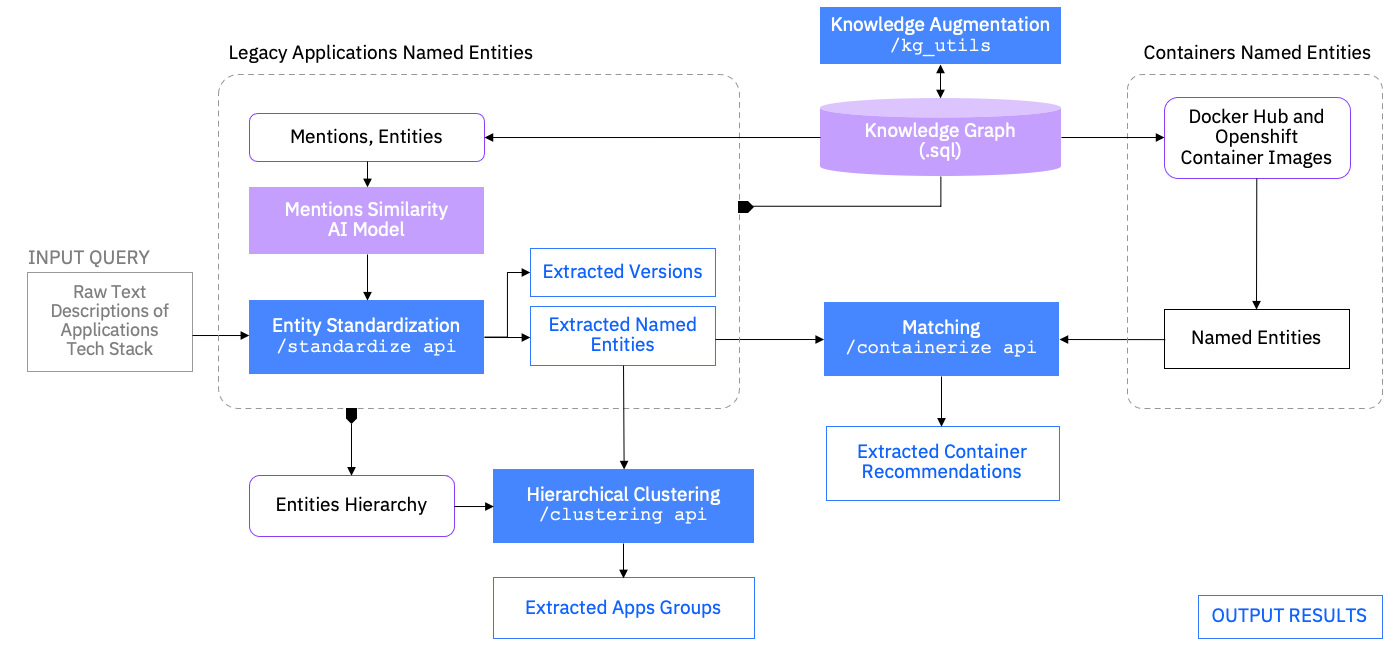 Knowledge Augmentation
/kg_utils
Legacy Applications Named Entities
Containers Named Entities
Mentions, Entities
Knowledge Graph
(.sql)
Docker Hub and
Openshift
Container Images
Mentions Similarity
AI Model
INPUT QUERY
Raw Text
Descriptions of
Applications
Tech Stack
Entity Standardization
/standardize api
Extracted Versions
Extracted Named
Entities
Matching
/containerize api
Named Entities
Extracted Container
Recommendations
Entities Hierarchy
Hierarchical Clustering
/clustering api
Extracted Apps Groups
OUTPUT RESULTS